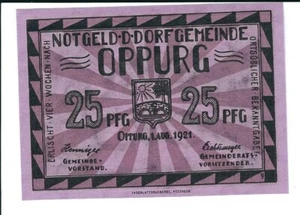 NOTGELD·D·DORFGEMEINDE
OPPURG
25 PFG
25 PFG
OPPURG, 1. AUG. 1921.
GEMEINDE-
VORSTAND.
GEMEINDERATS-
VORSITZENDER.
ERLISCHT·VIER·WOCHEN·NACH
ORTSÜBLICHER BEKANNTGABE